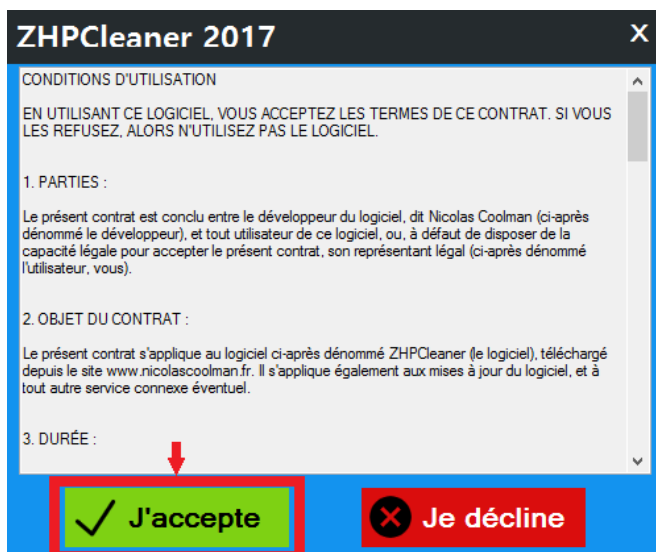 ZHPCleaner 2017
X
CONDITIONS D'UTILISATION
EN UTILISANT CE LOGICIEL, VOUS ACCEPTEZ LES TERMES DE CE CONTRAT. SI VOUS
LES REFUSEZ, ALORS N'UTILISEZ PAS LE LOGICIEL.
1. PARTIES :
Le présent contrat est conclu entre le développeur du logiciel, dit Nicolas Coolman (ci-après
dénommé le développeur), et tout utilisateur de ce logiciel, ou, à défaut de disposer de la
capacité légale pour accepter le présent contrat, son représentant légal (ci-après dénommé
l'utilisateur, vous).
2. OBJET DU CONTRAT :
Le présent contrat s'applique au logiciel ci-après dénommé ZHPCleaner (le logiciel), téléchargé
depuis le site www.nicolascoolman.fr. Il s'applique également aux mises à jour du logiciel, et à
tout autre service connexe éventuel.
3. DURÉE :
J'accepte
Je décline